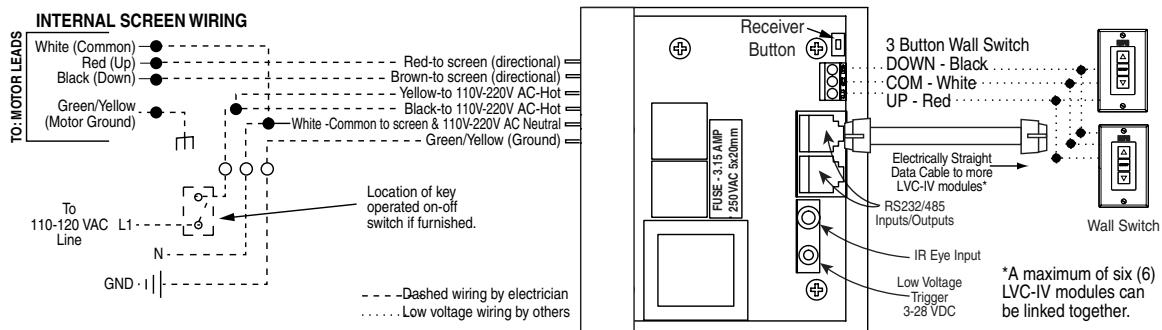 INTERNAL SCREEN WIRING
TO: MOTOR LEADS
White (Common)
Red (Up)
Black (Down)
Green/Yellow
(Motor Ground)
Red-to screen (directional)
Brown-to screen (directional)
Yellow-to 110V-220V AC-Hot
Black-to 110V-220V AC-Hot
White -Common to screen & 110V-220V AC Neutral
Green/Yellow (Ground)
To
110-120 VAC
Line
L1
N
GND
Location of key
operated on-off
switch if furnished.
Dashed wiring by electrician
Low voltage wiring by others
Receiver
Button
FUSE - 3.15 AMP
250VAC 5x20mm
3 Button Wall Switch
DOWN - Black
COM - White
UP - Red
Electrically Straight
Data Cable to more
LVC-IV modules*
RS232/485
Inputs/Outputs
IR Eye Input
Low Voltage
Trigger
3-28 VDC
Wall Switch
*A maximum of six (6)
LVC-IV modules can
be linked together.